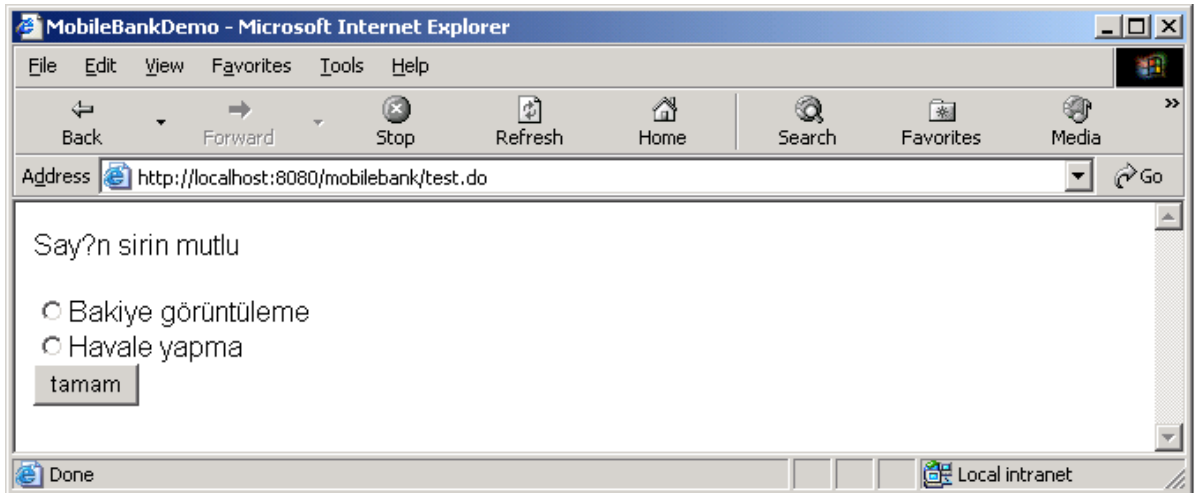 MobileBankDemo - Microsoft Internet Explorer
File Edit View Favorites Tools Help
Back Forward Stop Refresh Home Search Favorites Media »
Address http://localhost:8080/mobilebank/test.do Go
Say?n sirin mutlu
Bakiye görüntüleme
Havale yapma
tamam
Done Local intranet